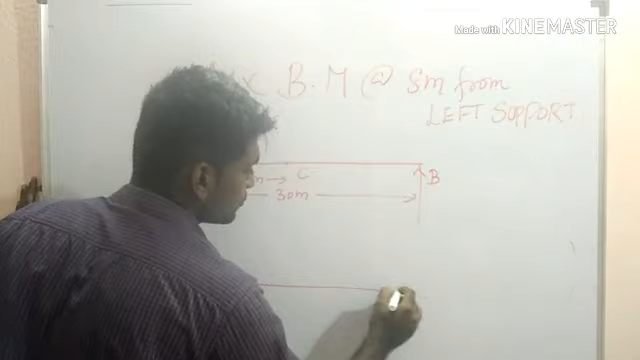 Made with KINEMASTER
X B.M @ 5m from
LEFT SUPPORT
m → C
B
30m